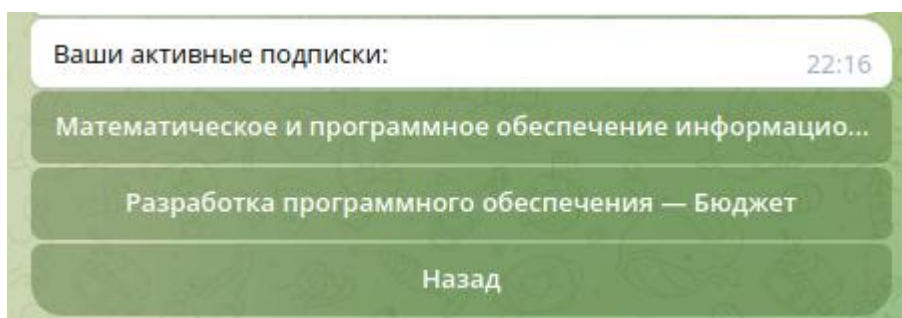 Ваши активные подписки:
22:16
Математическое и программное обеспечение информацио...
Разработка программного обеспечения — Бюджет
Назад